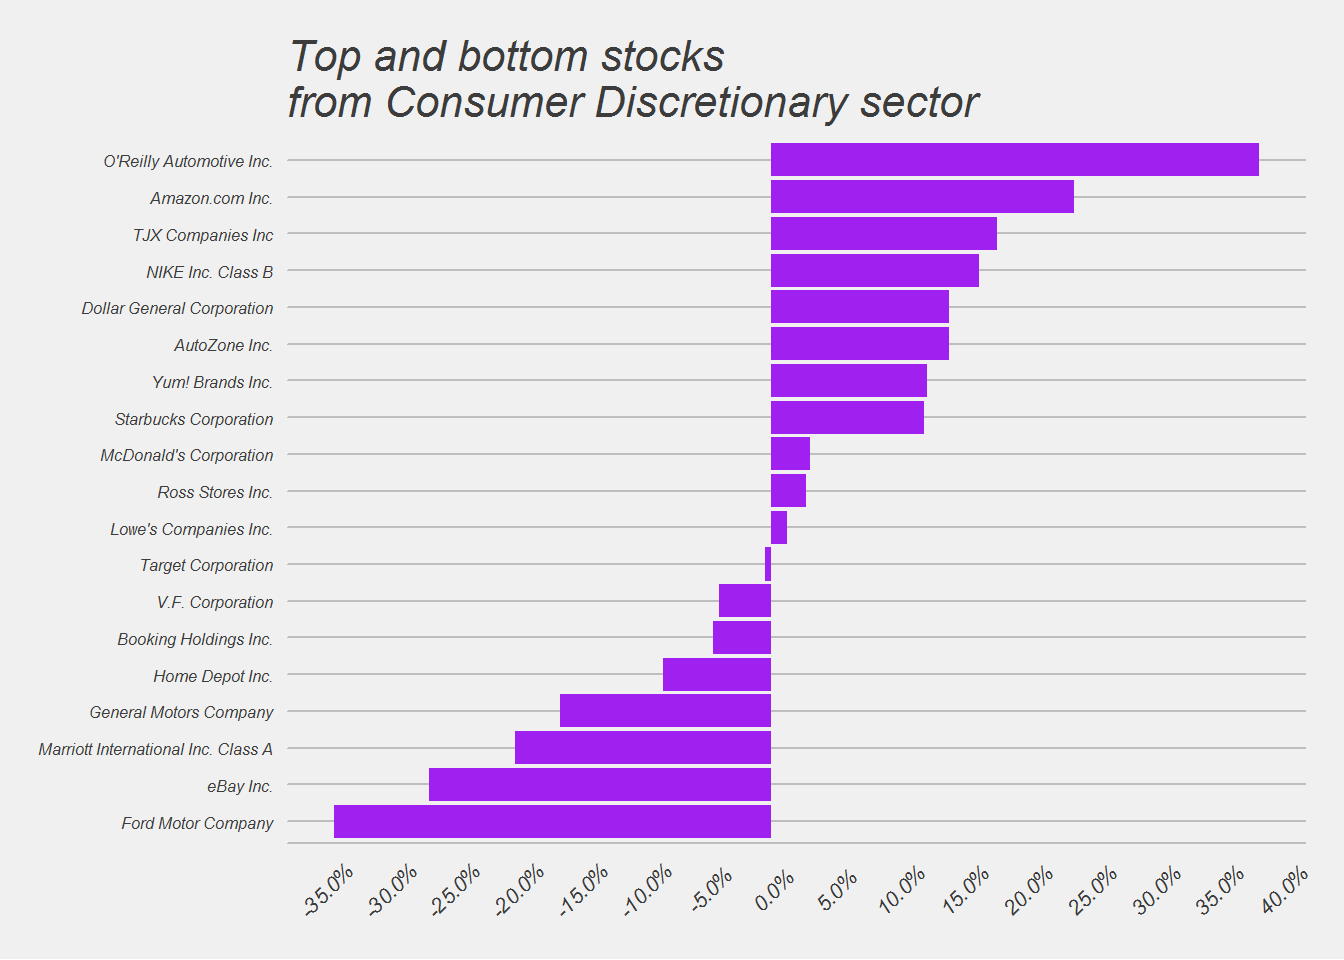 Top and bottom stocks
from Consumer Discretionary sector
O'Reilly Automotive Inc.
Amazon.com Inc.
TJX Companies Inc
NIKE Inc. Class B
Dollar General Corporation
AutoZone Inc.
Yum! Brands Inc.
Starbucks Corporation
McDonald's Corporation
Ross Stores Inc.
Lowe's Companies Inc.
Target Corporation
V.F. Corporation
Booking Holdings Inc.
Home Depot Inc.
General Motors Company
Marriott International Inc. Class A
eBay Inc.
Ford Motor Company
-35.0% -30.0% -25.0% -20.0% -15.0% -10.0% -5.0% 0.0% 5.0% 10.0% 15.0% 20.0% 25.0% 30.0% 35.0% 40.0%